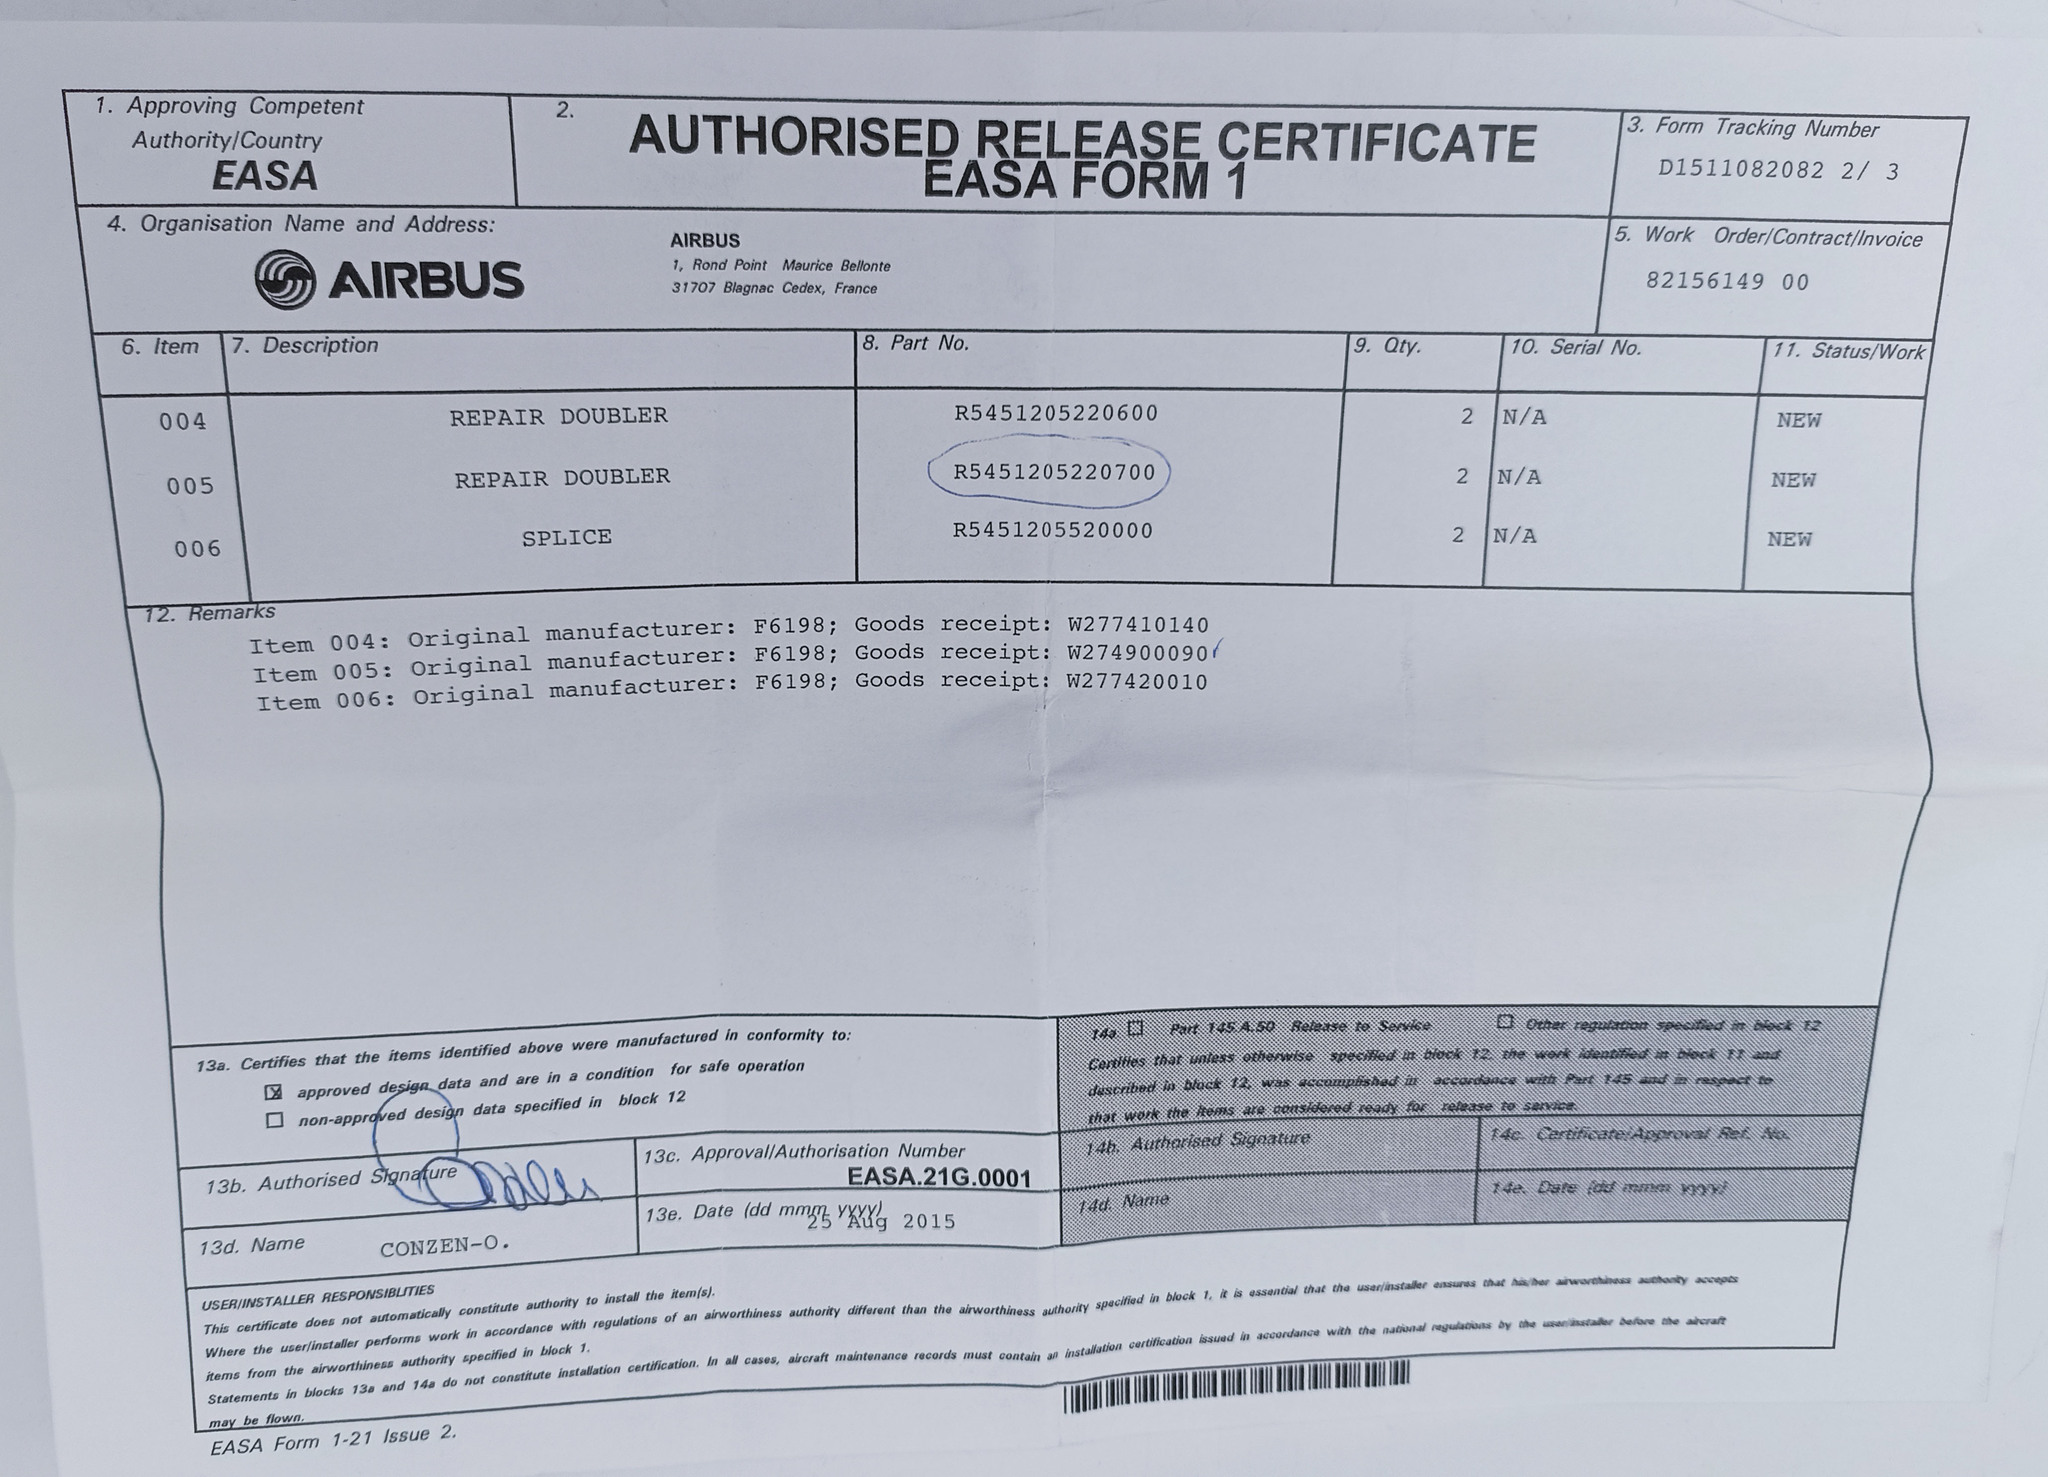 1. Approving Competent
Authority/Country
EASA
2.
AUTHORISED RELEASE CERTIFICATE
EASA FORM 1
3. Form Tracking Number
D1511082082 2/ 3
4. Organisation Name and Address:
AIRBUS
AIRBUS
1, Rond Point Maurice Bellonte
31707 Blagnac Cedex, France
5. Work Order/Contract/Invoice
82156149 00
6. Item 7. Description 8. Part No. 9. Qty. 10. Serial No. 11. Status/Work
004 REPAIR DOUBLER R5451205220600 2 N/A NEW
005 REPAIR DOUBLER R5451205220700 2 N/A NEW
006 SPLICE R5451205520000 2 N/A NEW
12. Remarks
Item 004: Original manufacturer: F6198; Goods receipt: W277410140
Item 005: Original manufacturer: F6198; Goods receipt: W274900090
Item 006: Original manufacturer: F6198; Goods receipt: W277420010
13a. Certifies that the items identified above were manufactured in conformity to:
approved design data and are in a condition for safe operation
non-approved design data specified in block 12
14a. Part 145.A.50 Release to Service Other regulation specified in block 12
Certifies that unless otherwise specified in block 12, the work identified in block 11 and
described in block 12, was accomplished in accordance with Part 145 and in respect to
that work the items are considered ready for release to service.
13b. Authorised Signature
13c. Approval/Authorisation Number
EASA.21G.0001
14b. Authorised Signature
14c. Certificate/Approval Ref. No.
13d. Name
CONZEN-O.
13e. Date (dd mmm yyyy)
25 Aug 2015
14d. Name
14e. Date (dd mmm yyyy)
USER/INSTALLER RESPONSIBLITIES
This certificate does not automatically constitute authority to install the item(s).
Where the user/installer performs work in accordance with regulations of an airworthiness authority different than the airworthiness authority specified in block 1, it is essential that the user/installer ensures that his/her airworthiness authority accepts
items from the airworthiness authority specified in block 1.
Statements in blocks 13a and 14a do not constitute installation certification. In all cases, aircraft maintenance records must contain an installation certification issued in accordance with the national regulations by the user/installer before the aircraft
may be flown.
EASA Form 1-21 Issue 2.